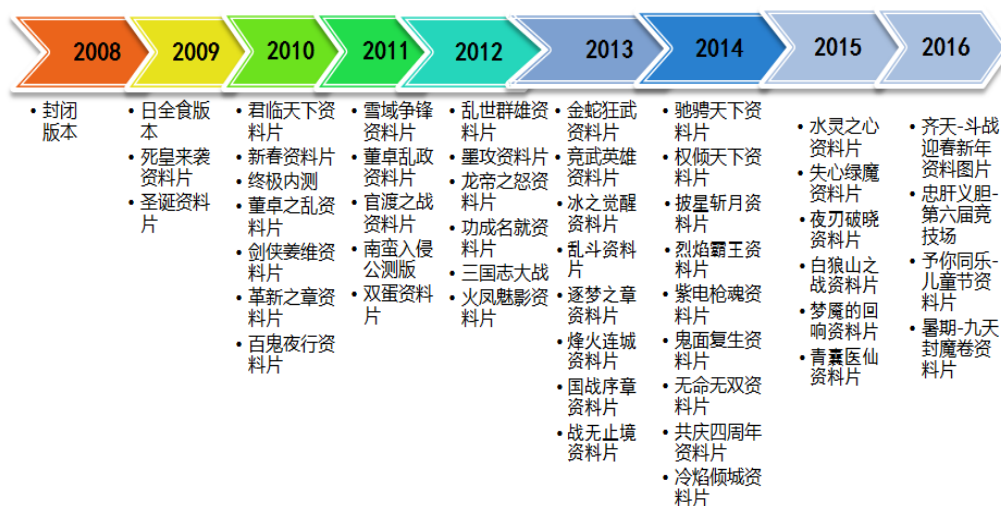 2008
2009
2010
2011
2012
2013
2014
2015
2016
• 封闭
版本
• 日全食版
本
• 死皇来袭
资料片
• 圣诞资料
片
• 君临天下资
料片
• 新春资料片
• 终极内测
• 董卓之乱资
料片
• 剑侠姜维资
料片
• 革新之章资
料片
• 百鬼夜行资
料片
• 雪域争锋
资料片
• 董卓乱政
资料片
• 官渡之战
资料片
• 南蛮入侵
公测版
• 双蛋资料
片
• 乱世群雄资
料片
• 墨攻资料片
• 龙帝之怒资
料片
• 功成名就资
料片
• 三国志大战
• 火凤魅影资
料片
• 金蛇狂武
资料片
• 竞武英雄
资料片
• 冰之觉醒
资料片
• 乱斗资料
片
• 逐梦之章
资料片
• 烽火连城
资料片
• 国战序章
资料片
• 战无止境
资料片
• 驰骋天下资
料片
• 权倾天下资
料片
• 披星斩月资
料片
• 烈焰霸王资
料片
• 紫电枪魂资
料片
• 鬼面复生资
料片
• 无命无双资
料片
• 共庆四周年
资料片
• 冷焰倾城资
料片
• 水灵之心
资料片
• 失心绿魔
资料片
• 夜刃破晓
资料片
• 白狼山之
战资料片
• 梦魇的回
响资料片
• 青囊医仙
资料片
• 齐天-斗战
迎春新年
资料图片
• 忠肝义胆-
第六届竞
技场
• 予你同乐-
儿童节资
料片
• 暑期-九天
封魔卷资
料片